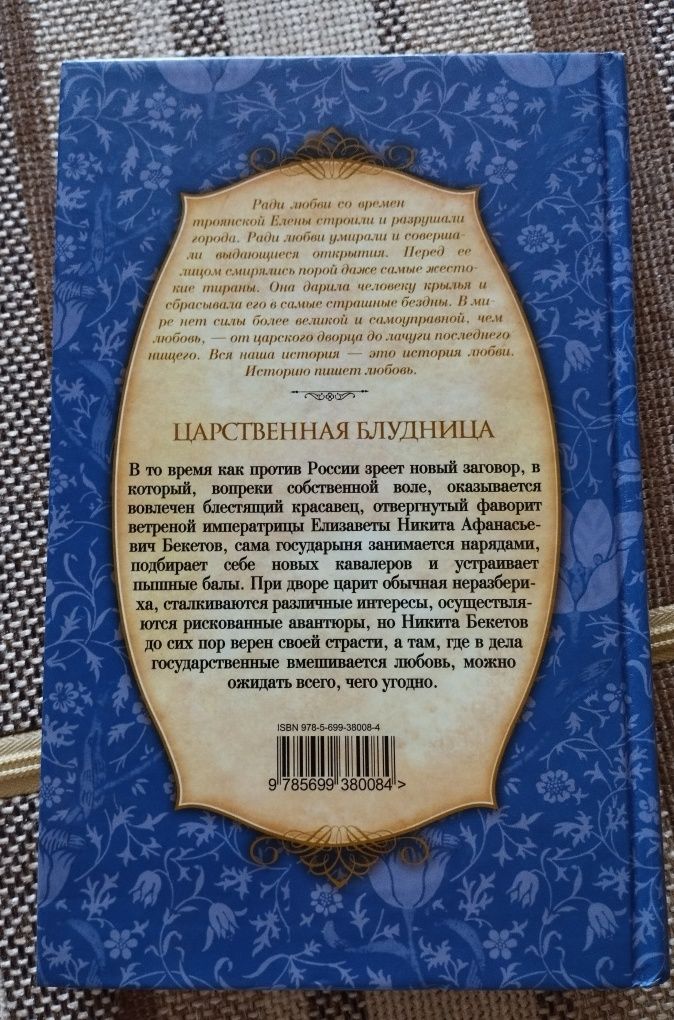 Ради любви со времен
троянской Елены строили и разрушали
города. Ради любви умирали и соверша-
ли выдающиеся открытия. Перед ее
лицом смирялись порой даже самые жесто-
кие тираны. Она дарила человеку крылья и
сбрасывала его в самые страшные бездны. В ми-
ре нет силы более великой и самоуправной, чем
любовь, — от царского дворца до лачуги последнего
нищего. Вся наша история — это история любви.
Историю пишет любовь.
ЦАРСТВЕННАЯ БЛУДНИЦА
В то время как против России зреет новый заговор, в
который, вопреки собственной воле, оказывается
вовлечен блестящий красавец, отвергнутый фаворит
ветреной императрицы Елизаветы Никита Афанасье-
вич Бекетов, сама государыня занимается нарядами,
подбирает себе новых кавалеров и устраивает
пышные балы. При дворе царит обычная неразбери-
ха, сталкиваются различные интересы, осуществля-
ются рискованные авантюры, но Никита Бекетов
до сих пор верен своей страсти, а там, где в дела
государственные вмешивается любовь, можно
ожидать всего, чего угодно.
ISBN 978-5-699-38008-4
9 785699 380084 >